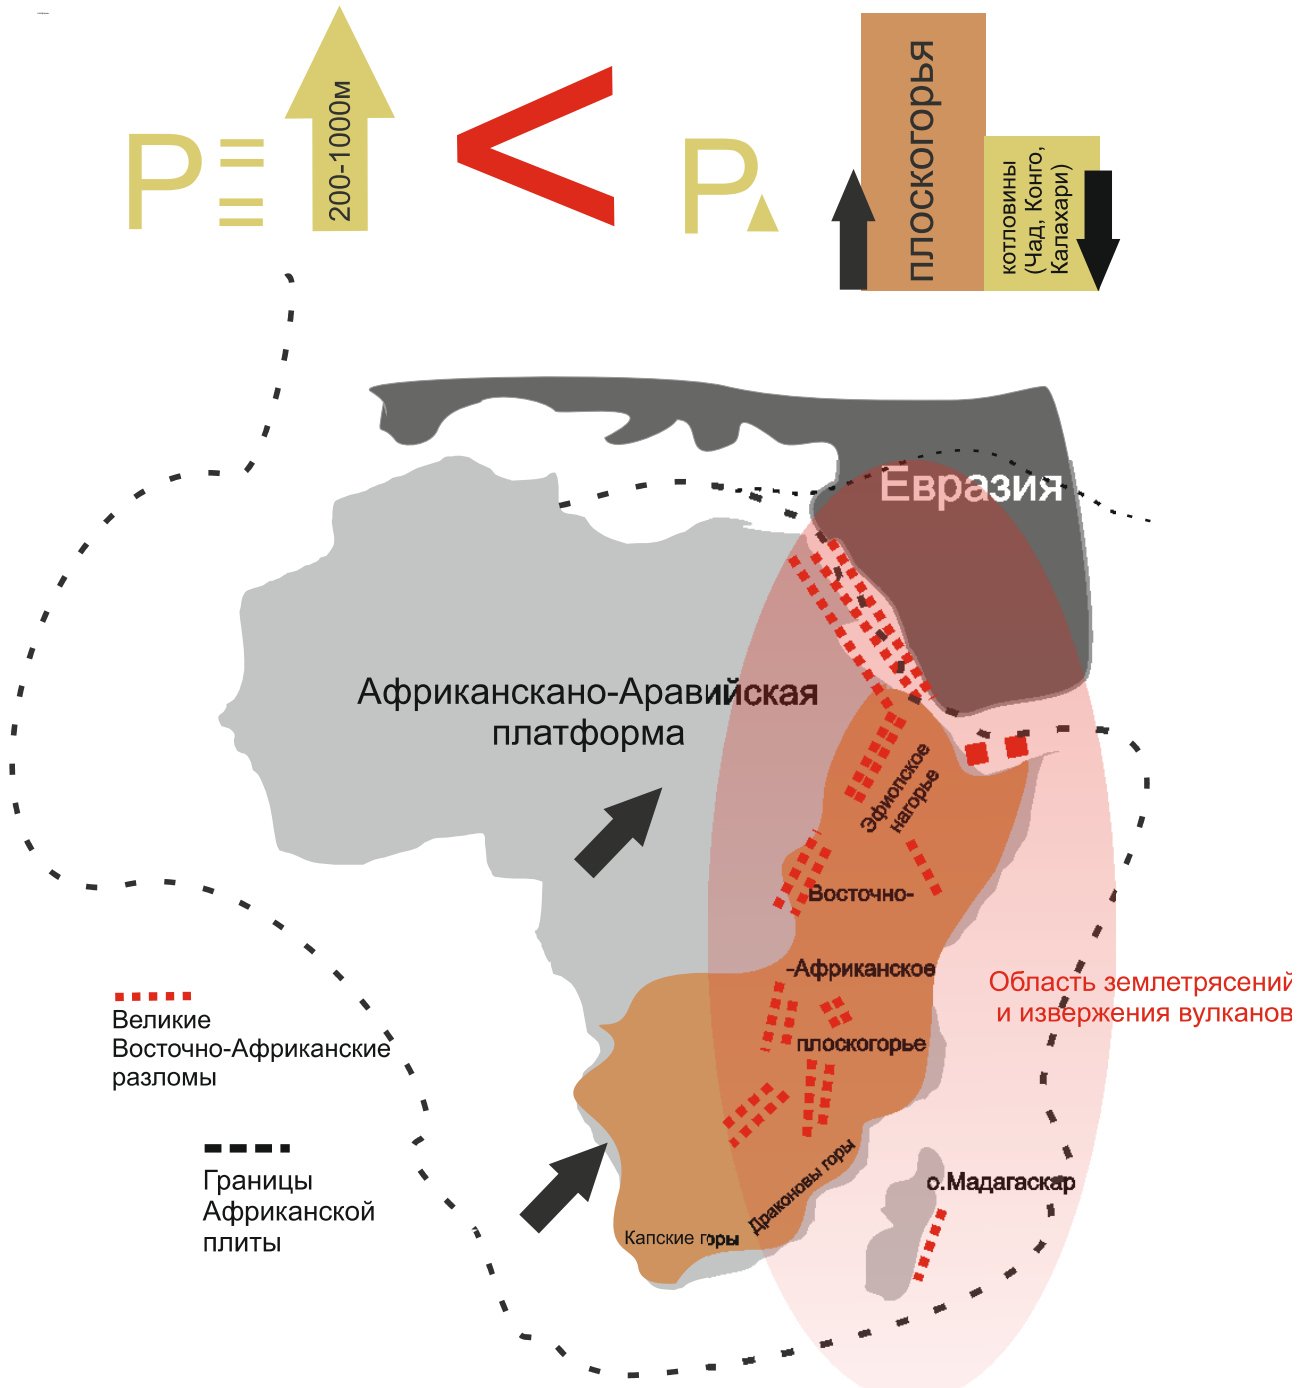 P
200-1000м
<
P
плоскогорья
котловины
(Чад, Конго,
Калахари)
Евразия
Африканскано-Аравийская
платформа
Эфиопское
нагорье
Восточно-
-Африканское
плоскогорье
Область землетрясений
и извержения вулканов
Великие
Восточно-Африканские
разломы
Границы
Африканской
плиты
Драконовы горы
Капские горы
о.Мадагаскар